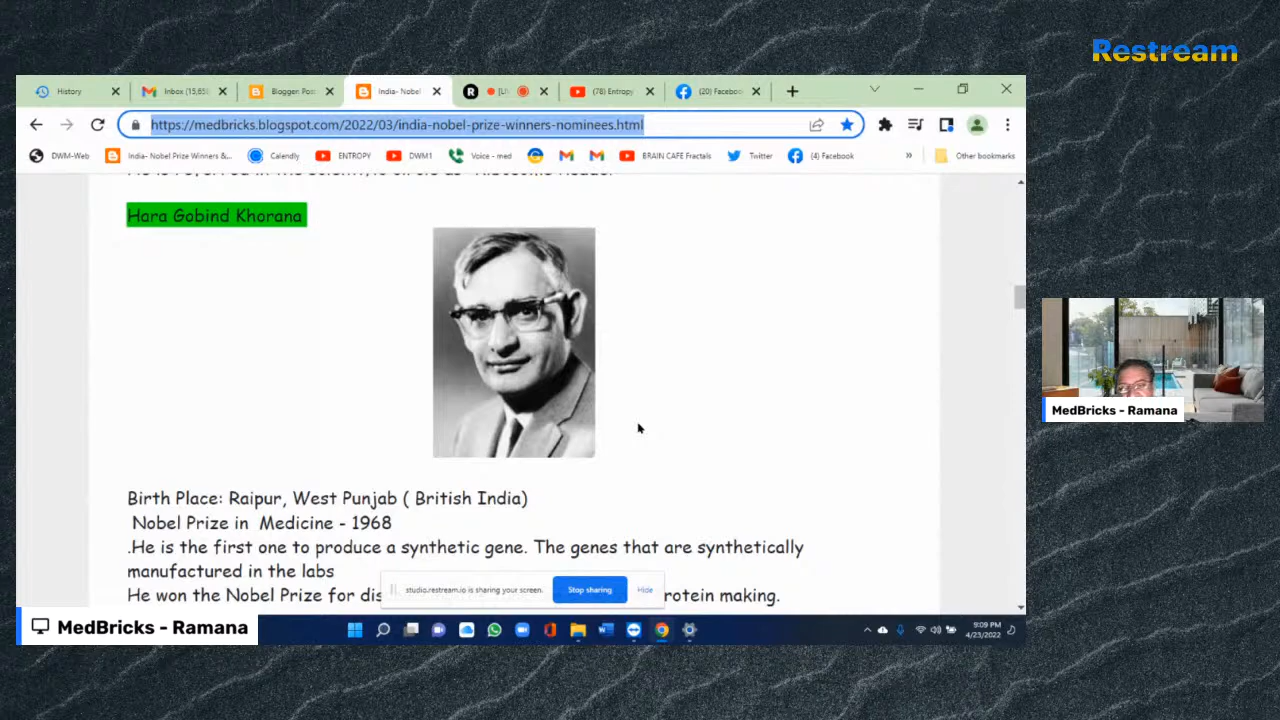 Restream
History
Inbox (15,65
Blogger: Pos
India- Nobel
(78) Entropy
(20) Faceboo
https://medbricks.blogspot.com/2022/03/india-nobel-prize-winners-nominees.html
DWM-Web
India- Nobel Prize Winners &...
Calendly
ENTROPY
DWM1
Voice - med
BRAIN CAFE Fractals
Twitter
(4) Facebook
»
Other bookmarks
Hara Gobind Khorana
Birth Place: Raipur, West Punjab ( British India)
Nobel Prize in Medicine - 1968
.He is the first one to produce a synthetic gene. The genes that are synthetically
manufactured in the labs
He won the Nobel Prize for dis rotein making.
studio.restream.io is sharing your screen.
Stop sharing
Hide
MedBricks - Ramana
MedBricks - Ramana
9:09 PM
4/23/2022